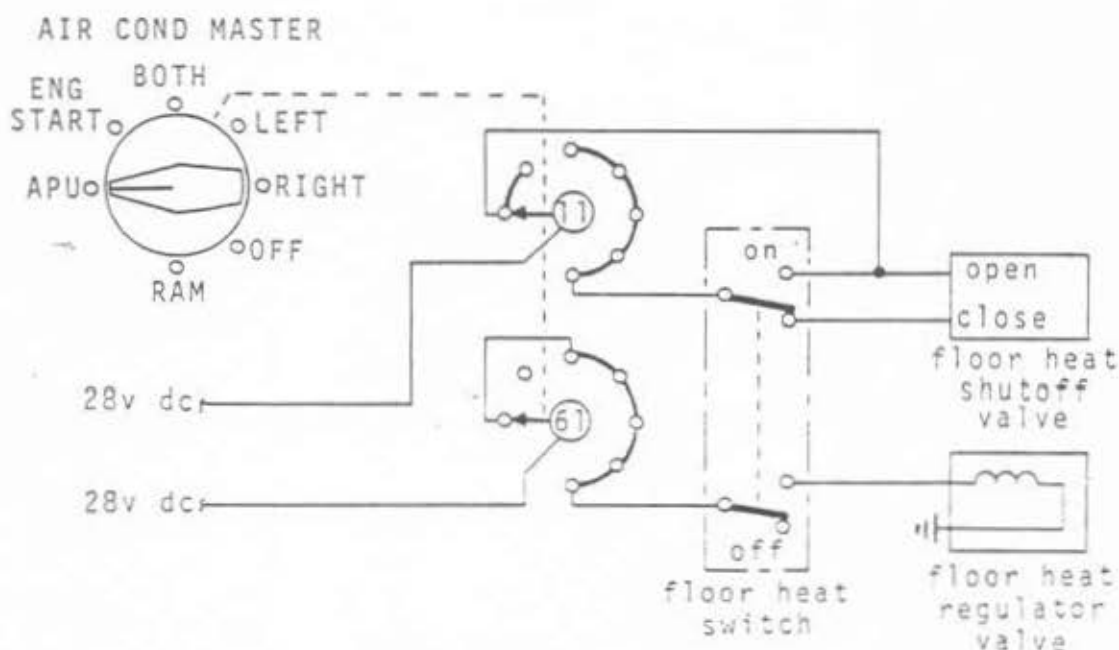 AIR COND MASTER
BOTH
ENG
START
LEFT
APU
RIGHT
OFF
RAM
11
on
open
close
floor heat
shutoff
valve
28v dc
61
28v dc
off
floor heat
switch
floor heat
regulator
valve